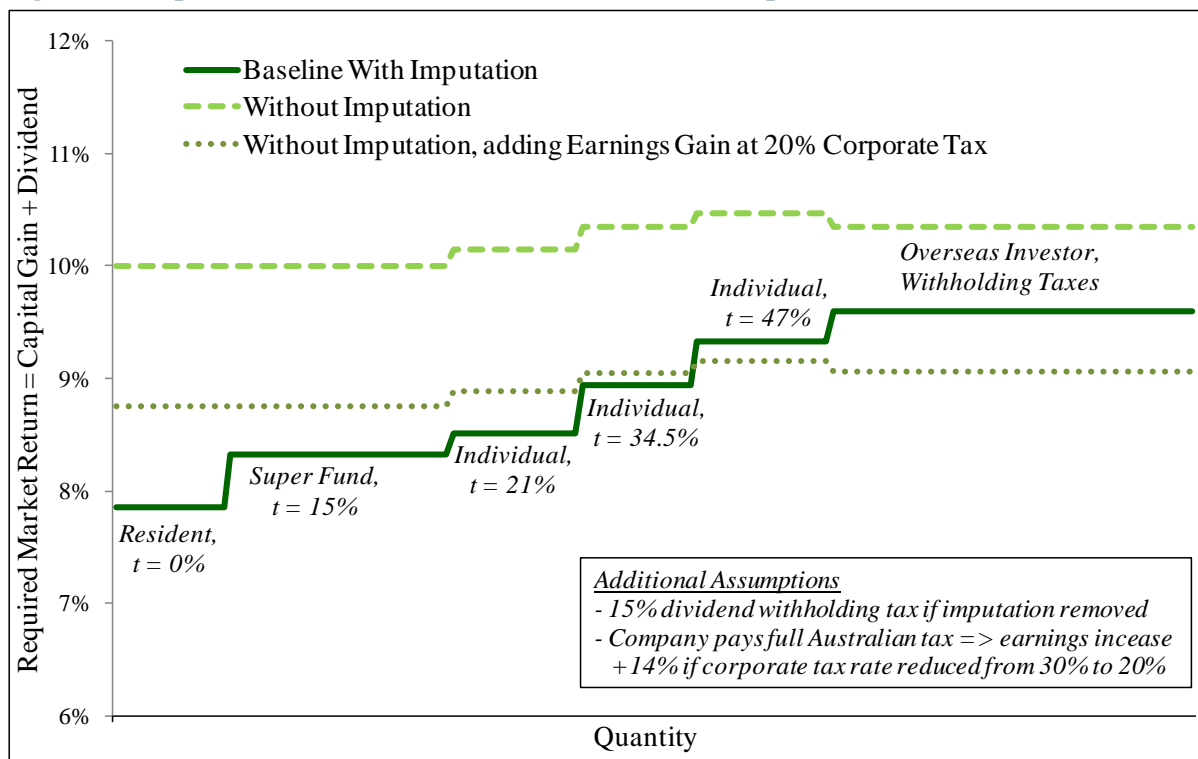 12%
11%
10%
9%
8%
7%
6%
Required Market Return = Capital Gain + Dividend
Baseline With Imputation
Without Imputation
Without Imputation, adding Earnings Gain at 20% Corporate Tax
Overseas Investor,
Withholding Taxes
Individual,
t = 47%
Individual,
t = 34.5%
Individual,
t = 21%
Super Fund,
t = 15%
Resident,
t = 0%
Additional Assumptions
- 15% dividend withholding tax if imputation removed
- Company pays full Australian tax => earnings incease
+14% if corporate tax rate reduced from 30% to 20%
Quantity